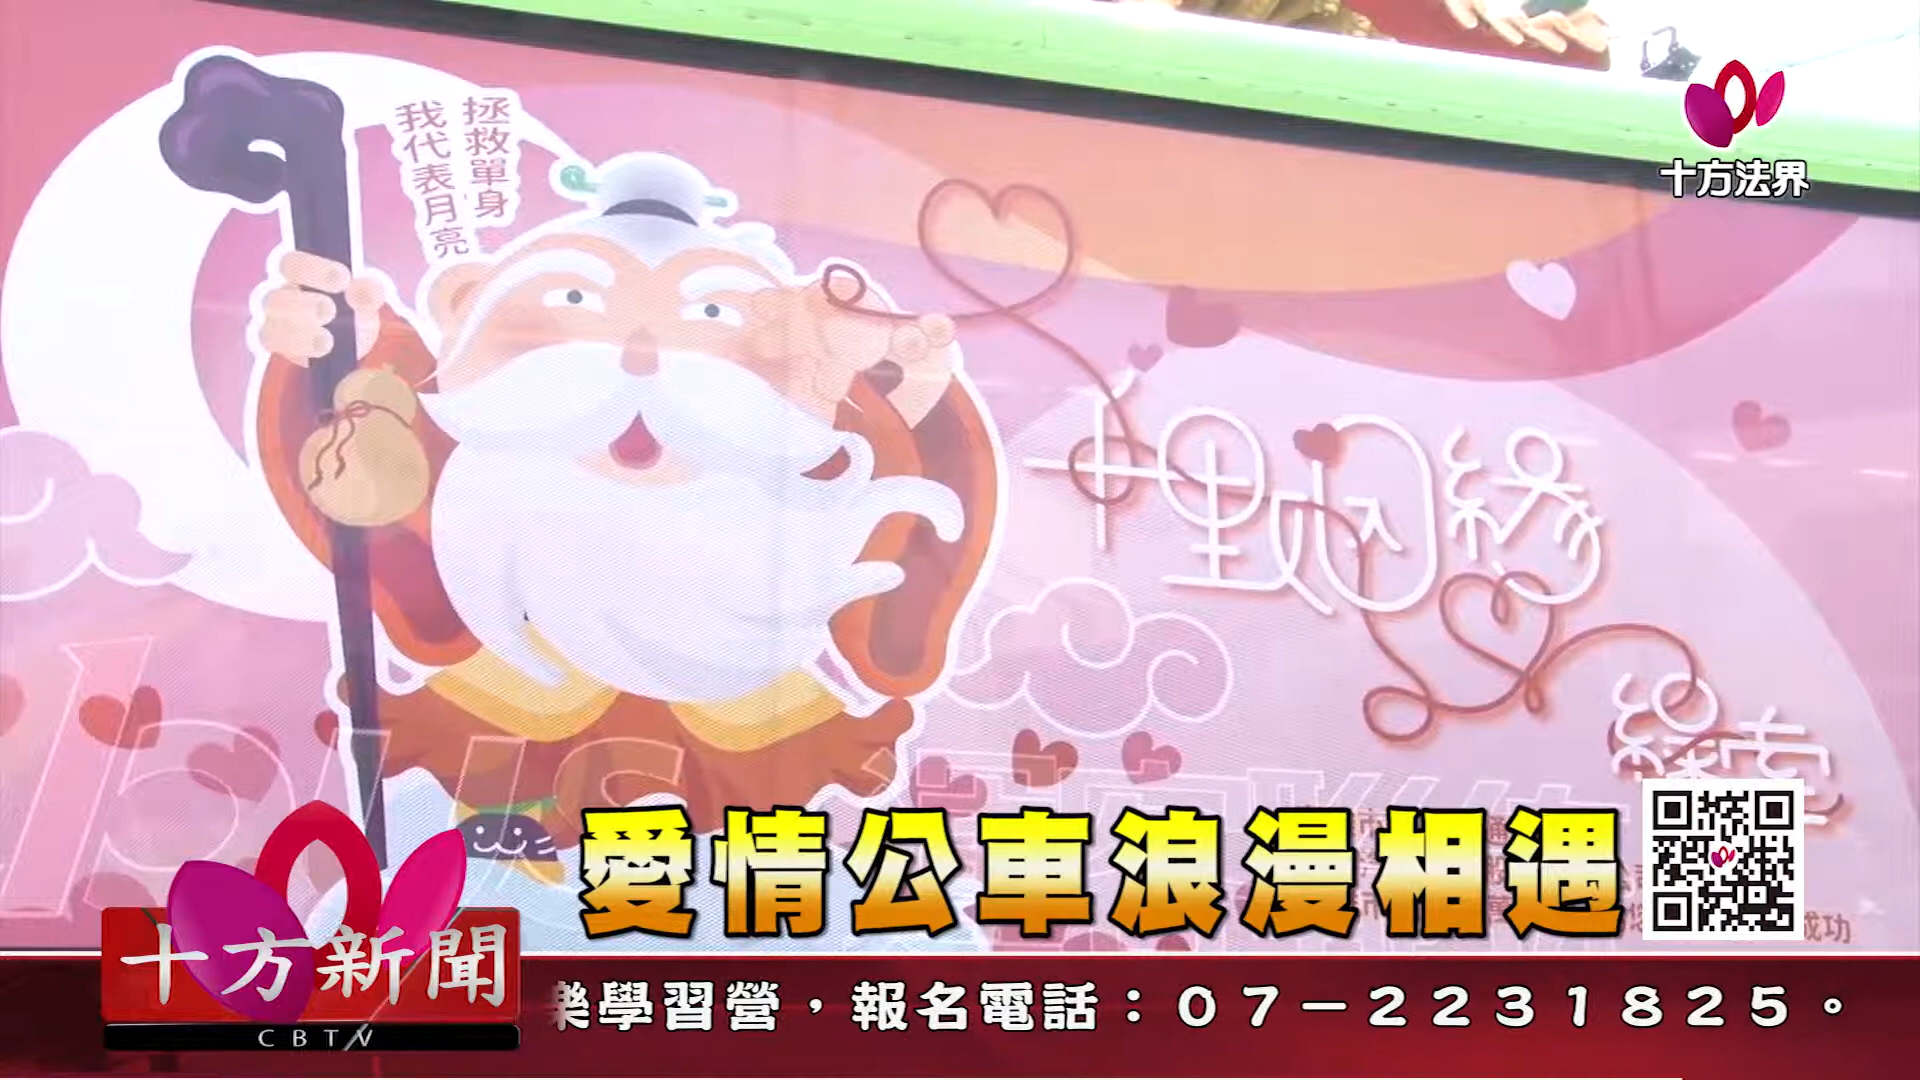 十方法界
拯救單身
我代表月亮
千里姻緣
愛情公車浪漫相遇
成功
十方新聞
CBTV
樂學習營，報名電話：07－2231825。